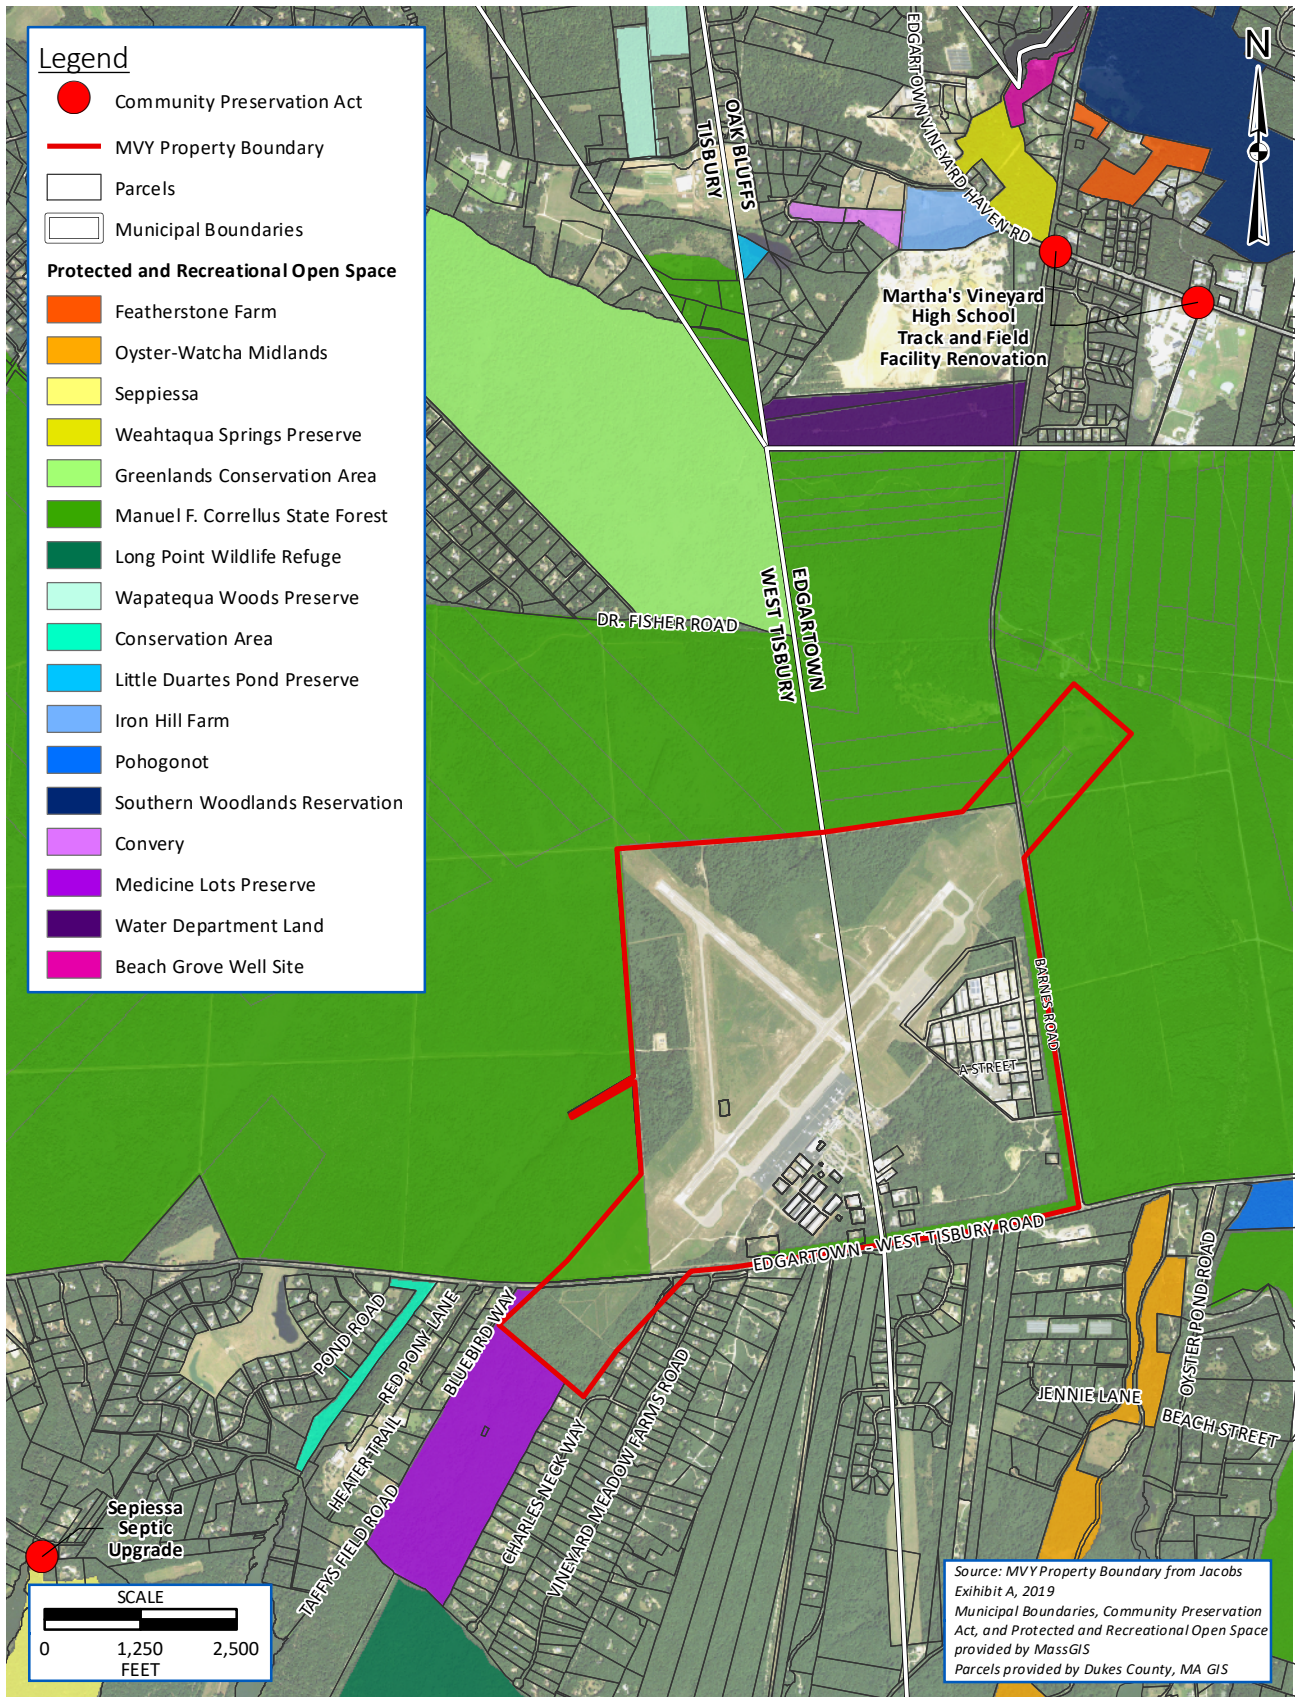 Legend
Community Preservation Act
MVY Property Boundary
Parcels
Municipal Boundaries
Protected and Recreational Open Space
Featherstone Farm
Oyster-Watcha Midlands
Seppiessa
Weahtaqua Springs Preserve
Greenlands Conservation Area
Manuel F. Correllus State Forest
Long Point Wildlife Refuge
Wapatequa Woods Preserve
Conservation Area
Little Duartes Pond Preserve
Iron Hill Farm
Pohogonot
Southern Woodlands Reservation
Convery
Medicine Lots Preserve
Water Department Land
Beach Grove Well Site
N
EDGARTOWN VINEYARD HAVEN RD
OAK BLUFFS
TISBURY
Martha's Vineyard
High School
Track and Field
Facility Renovation
DR. FISHER ROAD
EDGARTOWN
WEST TISBURY
BARNES ROAD
A STREET
EDGARTOWN - WEST TISBURY ROAD
POND ROAD
RED PONY LANE
BLUEBIRD WAY
HEATER TRAIL
TAFFYS FIELD ROAD
CHARLES NECK WAY
VINEYARD MEADOW FARMS ROAD
OYSTER POND ROAD
JENNIE LANE
BEACH STREET
Sepiessa
Septic
Upgrade
SCALE
0 1,250 2,500
FEET
Source: MVY Property Boundary from Jacobs
Exihibit A, 2019
Municipal Boundaries, Community Preservation
Act, and Protected and Recreational Open Space
provided by MassGIS
Parcels provided by Dukes County, MA GIS